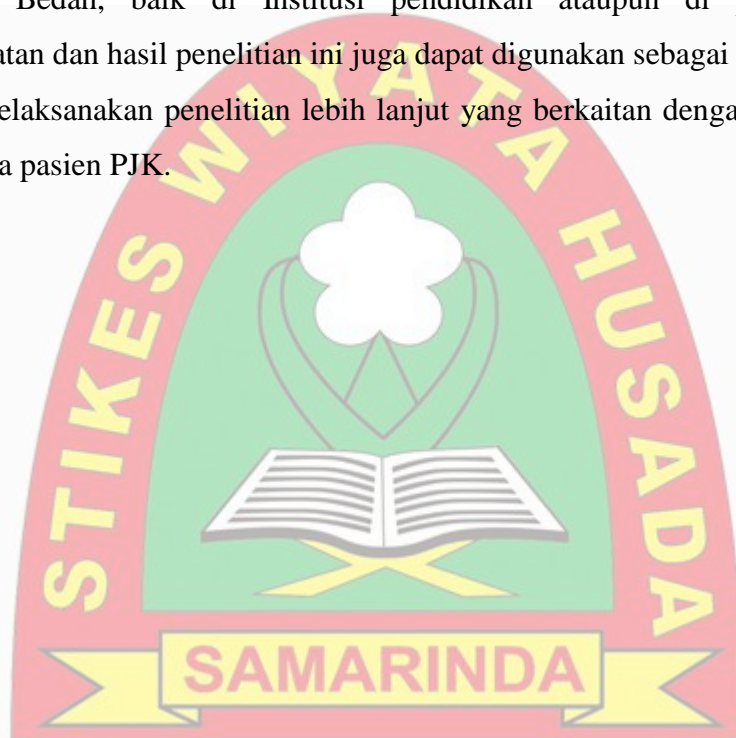 Bedah, baik di Institusi pendidikan ataupun di
atan dan hasil penelitian ini juga dapat digunakan sebagai
elaksanakan penelitian lebih lanjut yang berkaitan denga
a pasien PJK.
STIKES WIYATA HUSADA
SAMARINDA